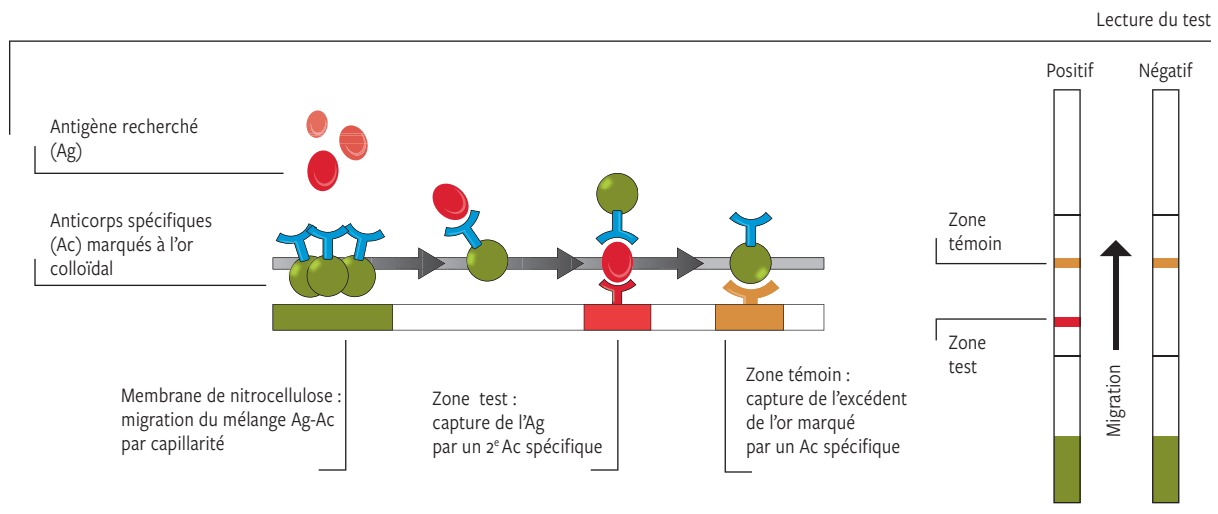 Lecture du test
Positif
Négatif
Antigène recherché
(Ag)
Anticorps spécifiques
(Ac) marqués à l'or
colloïdal
Membrane de nitrocellulose :
migration du mélange Ag-Ac
par capillarité
Zone test :
capture de l'Ag
par un 2e Ac spécifique
Zone témoin :
capture de l'excédent
de l'or marqué
par un Ac spécifique
Zone
témoin
Zone
test
Migration